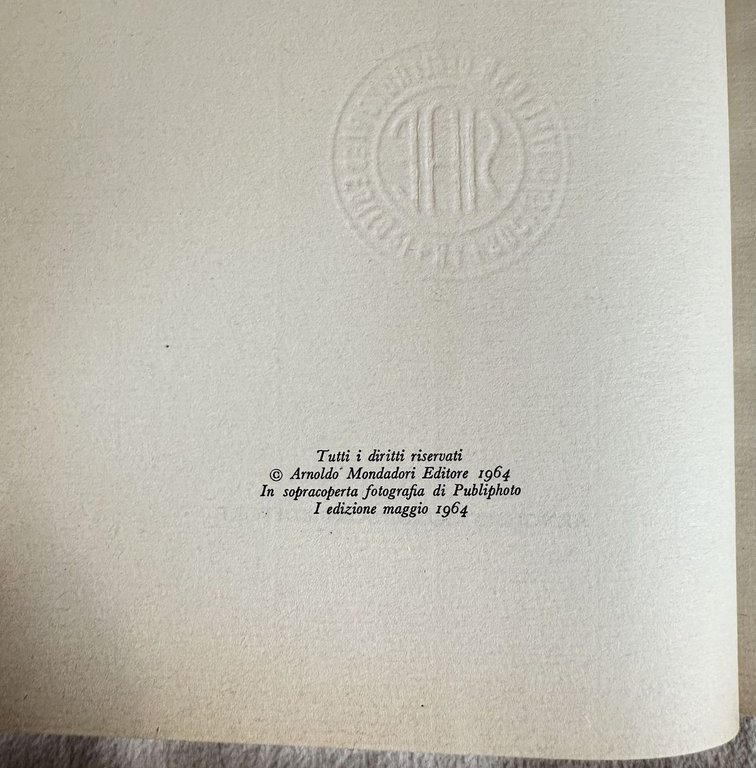 Tutti i diritti riservati
© Arnoldo Mondadori Editore 1964
In sopracoperta fotografia di Publiphoto
I edizione maggio 1964